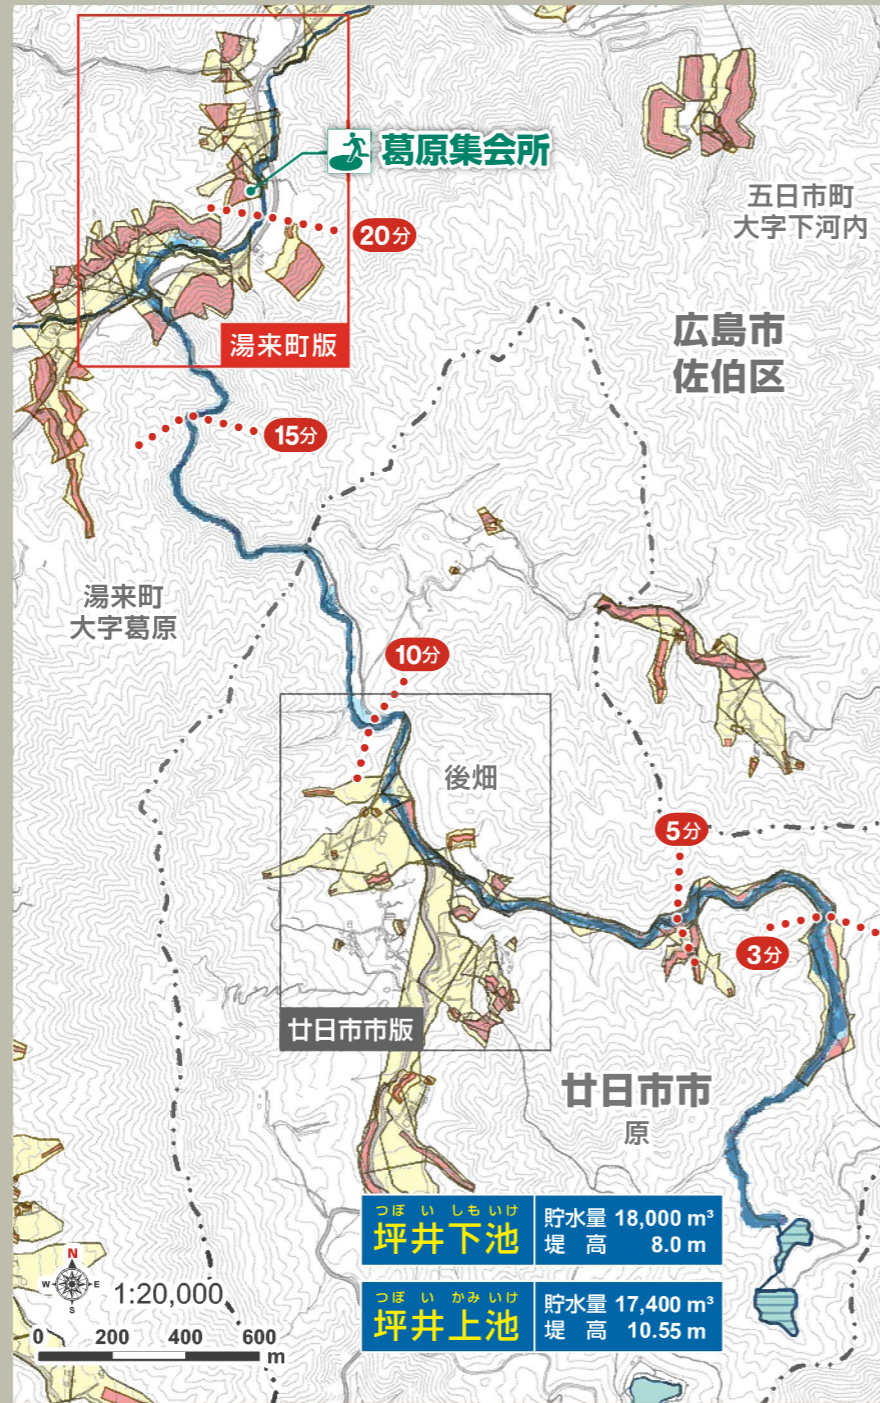 葛原集会所
五日市町
大字下河内
20分
広島市
佐伯区
湯来町版
15分
湯来町
大字葛原
10分
後畑
5分
3分
廿日市市版
廿日市市
原
つぼ い しも いけ
坪井下池
貯水量 18,000 m³
堤 高 8.0 m
つぼ い かみ いけ
坪井上池
貯水量 17,400 m³
堤 高 10.55 m
N
W E
S
1:20,000
0 200 400 600
m